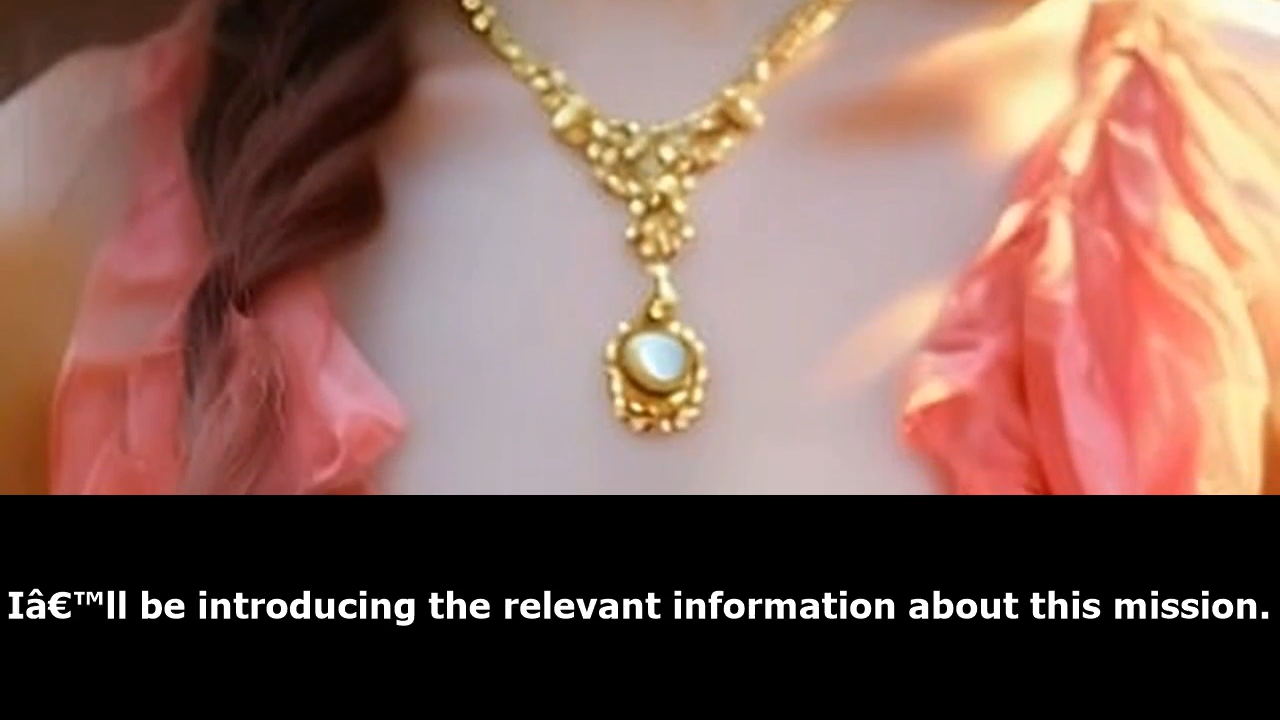 Iâ€™ll be introducing the relevant information about this mission.